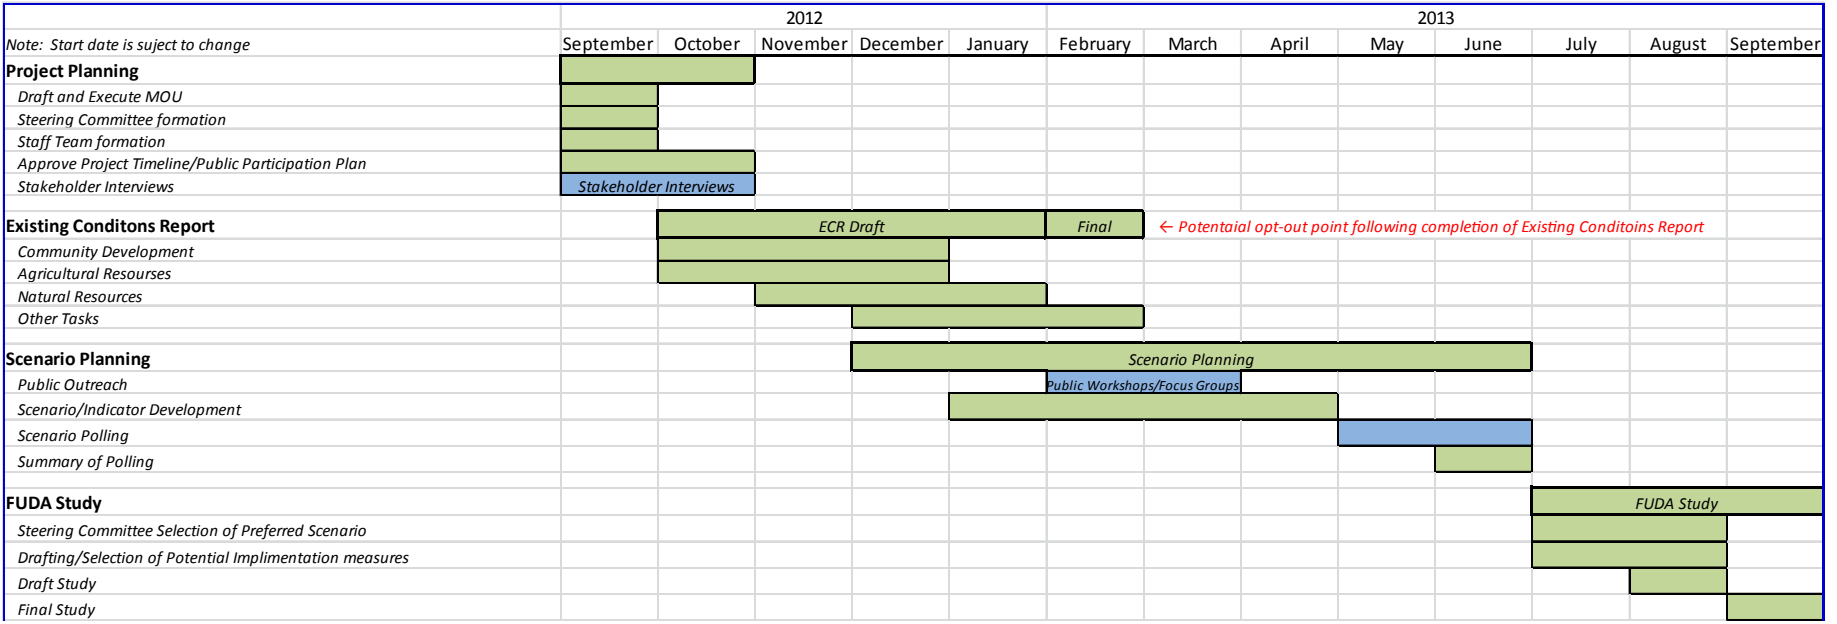 2012 2013
Note: Start date is suject to change September October November December January February March April May June July August September
Project Planning
Draft and Execute MOU
Steering Committee formation
Staff Team formation
Approve Project Timeline/Public Participation Plan
Stakeholder Interviews Stakeholder Interviews
Existing Conditons Report ECR Draft Final ← Potentaial opt-out point following completion of Existing Conditoins Report
Community Development
Agricultural Resourses
Natural Resources
Other Tasks
Scenario Planning Scenario Planning
Public Outreach Public Workshops/Focus Groups
Scenario/Indicator Development
Scenario Polling
Summary of Polling
FUDA Study FUDA Study
Steering Committee Selection of Preferred Scenario
Drafting/Selection of Potential Implimentation measures
Draft Study
Final Study